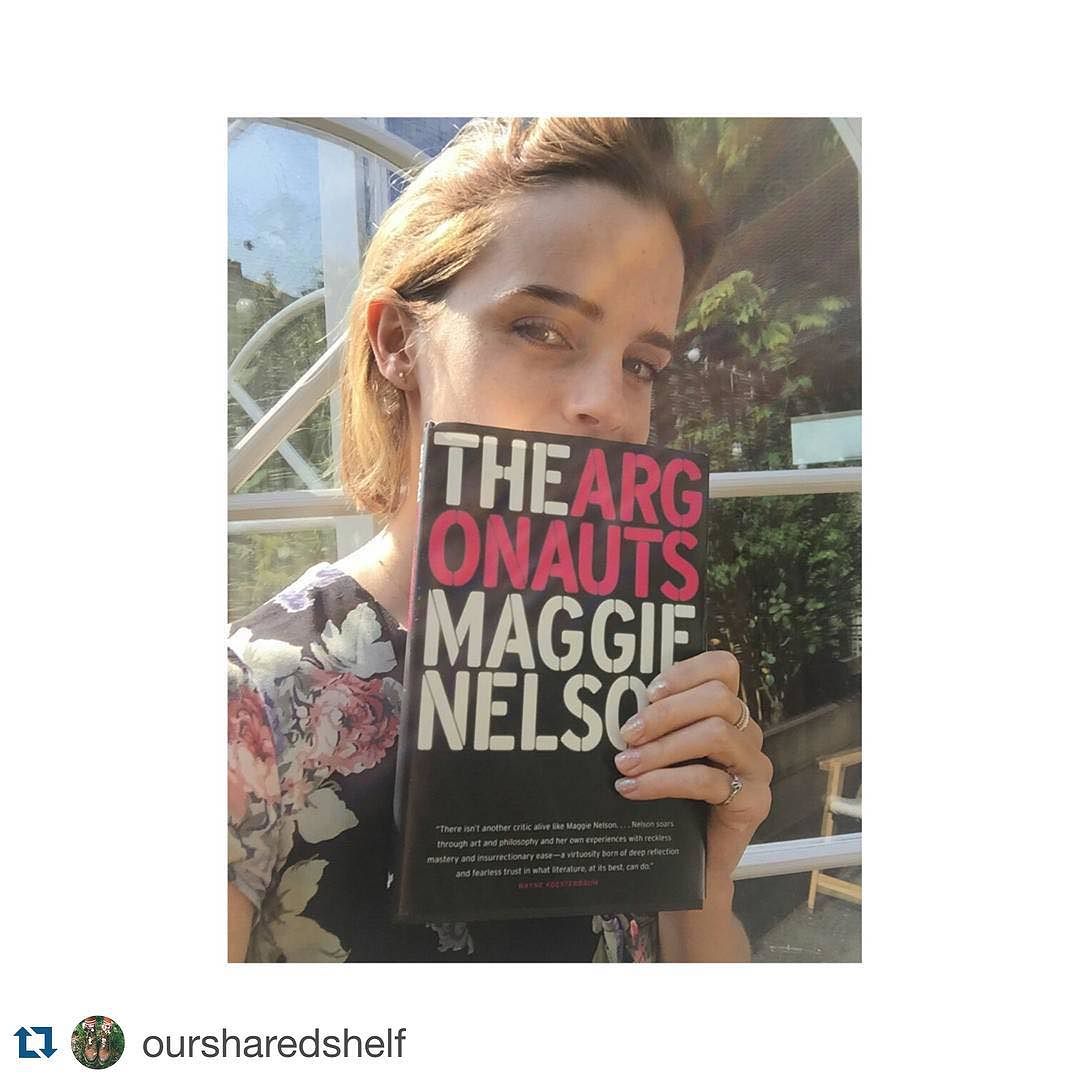 THE ARG
ONAUTS
MAGGIE
NELSO
"There isn't another critic alive like Maggie Nelson. . . . Nelson soars
through art and philosophy and her own experiences with reckless
mastery and insurrectionary ease—a virtuosity born of deep reflection
and fearless trust in what literature, at its best, can do."
WAYNE KOESTENBAUM
oursharedshelf